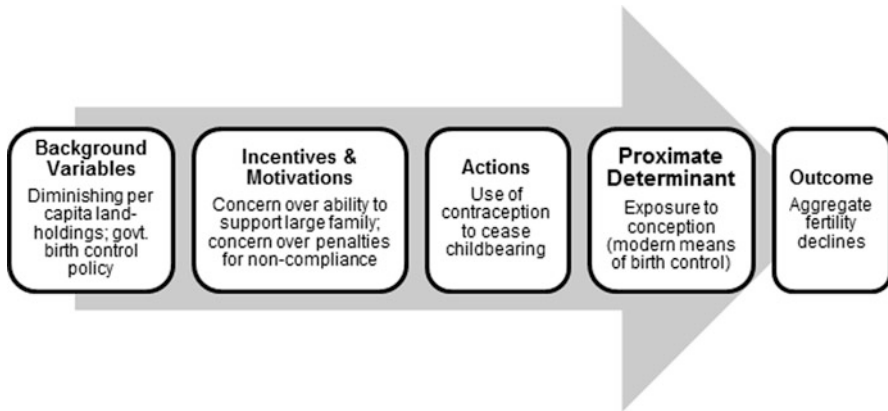 Background
Variables
Diminishing per
capita land-
holdings; govt.
birth control
policy
Incentives &
Motivations
Concern over ability to
support large family;
concern over penalties
for non-compliance
Actions
Use of
contraception
to cease
childbearing
Proximate
Determinant
Exposure to
conception
(modern means
of birth control)
Outcome
Aggregate
fertility
declines